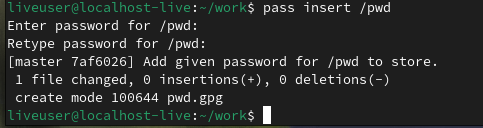 liveuser@localhost-live:~/work$ pass insert /pwd
Enter password for /pwd:
Retype password for /pwd:
[master 7af6026] Add given password for /pwd to store.
 1 file changed, 0 insertions(+), 0 deletions(-)
 create mode 100644 pwd.gpg
liveuser@localhost-live:~/work$